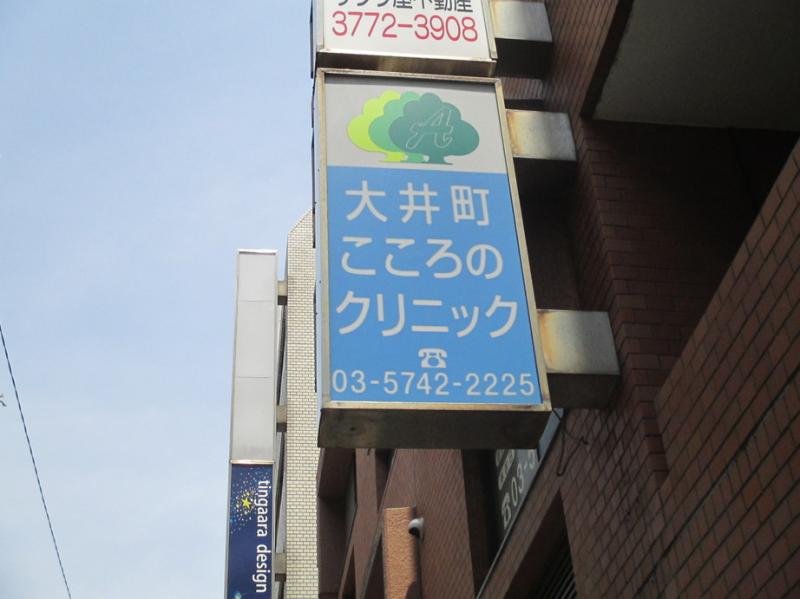 3772-3908
A
大井町
こころの
クリニック
☎
03-5742-2225
tingaara design